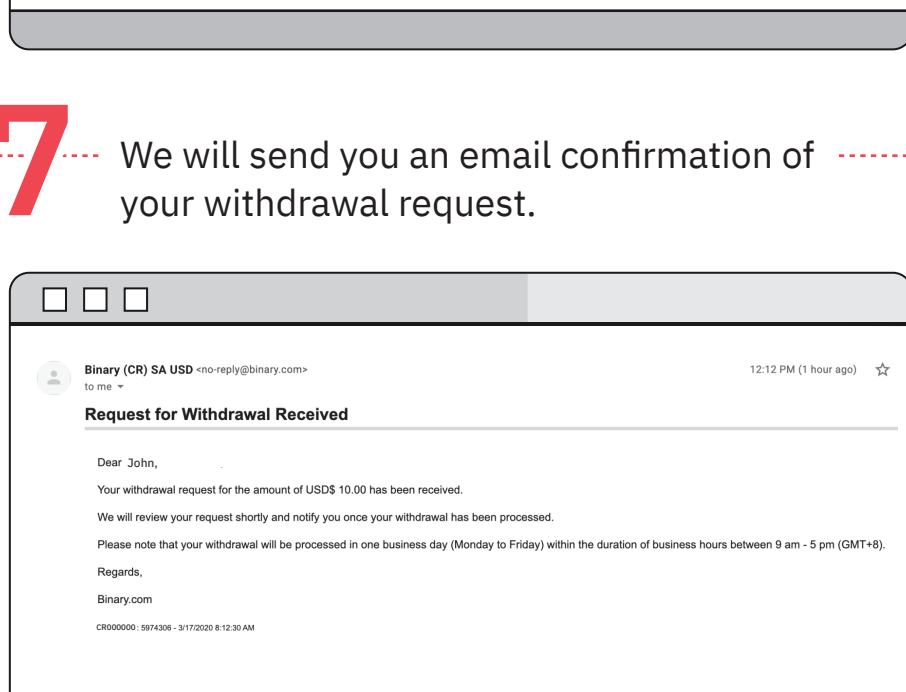 7
We will send you an email confirmation of
your withdrawal request.
Binary (CR) SA USD <no-reply@binary.com>
12:12 PM (1 hour ago)
to me
Request for Withdrawal Received
Dear John,
Your withdrawal request for the amount of USD$ 10.00 has been received.
We will review your request shortly and notify you once your withdrawal has been processed.
Please note that your withdrawal will be processed in one business day (Monday to Friday) within the duration of business hours between 9 am - 5 pm (GMT+8).
Regards,
Binary.com
CR000000: 5974306 - 3/17/2020 8:12:30 AM